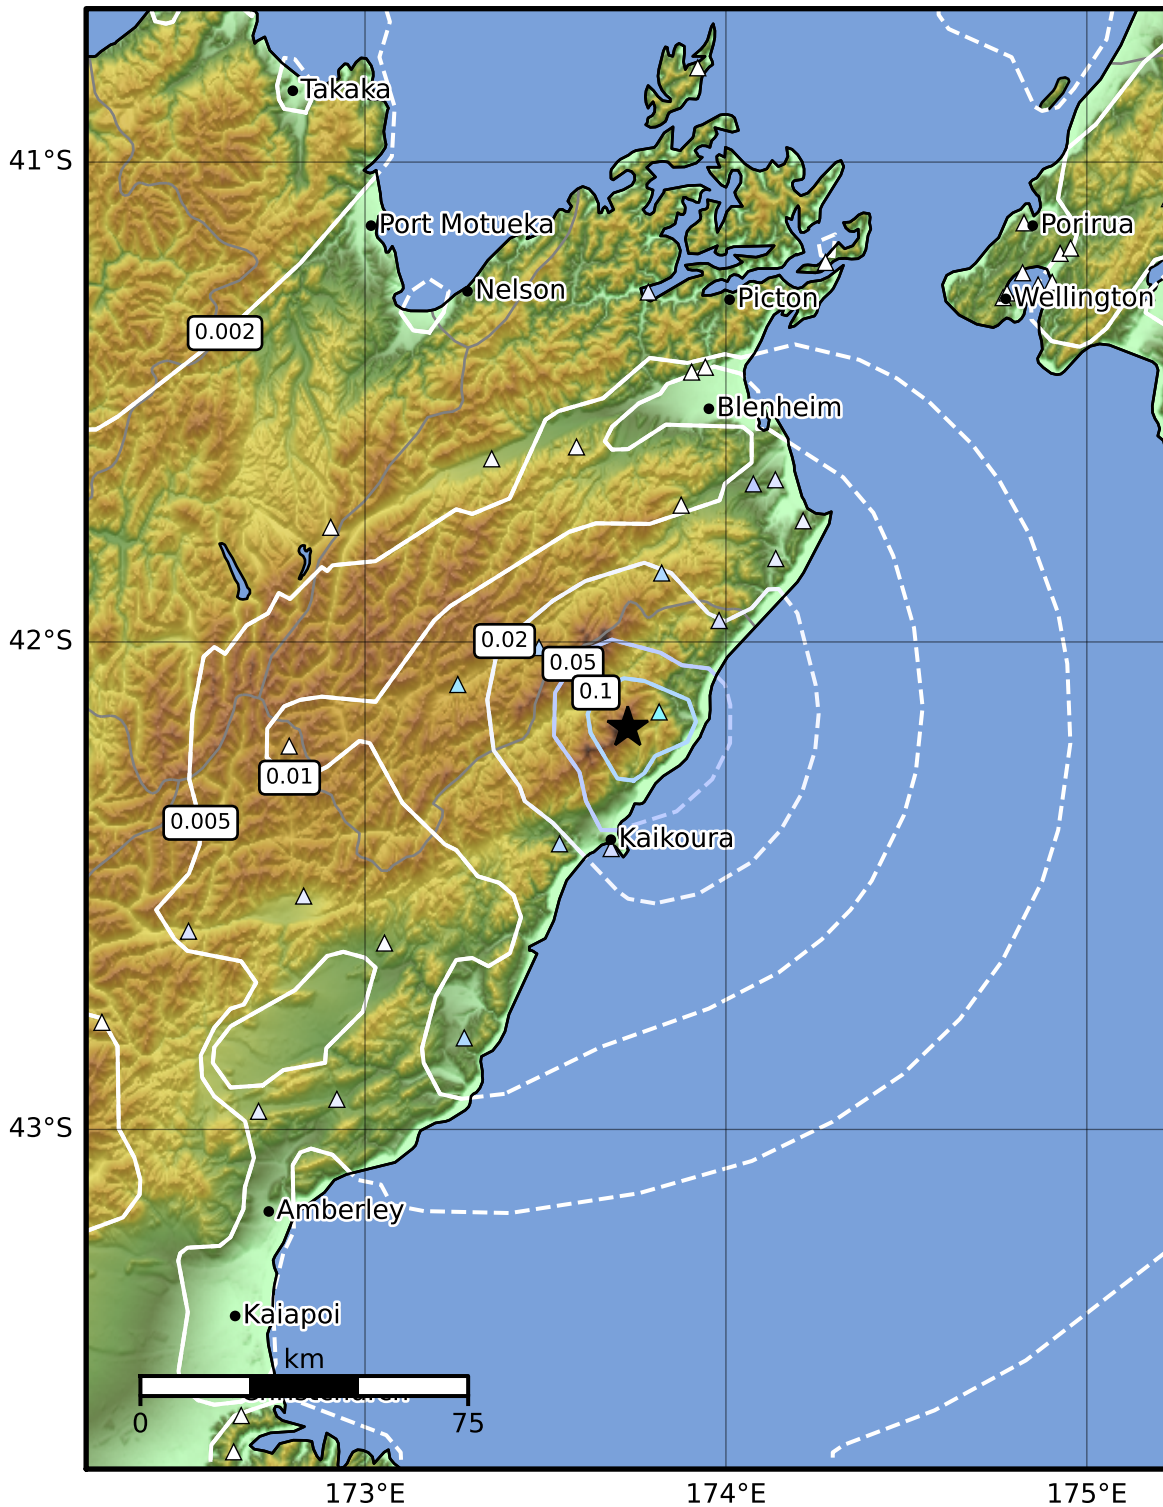 Takaka
41°S
Port Motueka
Porirua
Nelson
Picton
Wellington
0.002
Blenheim
42°S
0.02
0.05
0.1
0.01
0.005
Kaikoura
43°S
Amberley
Kaiapoi
km
0
75
173°E
174°E
175°E